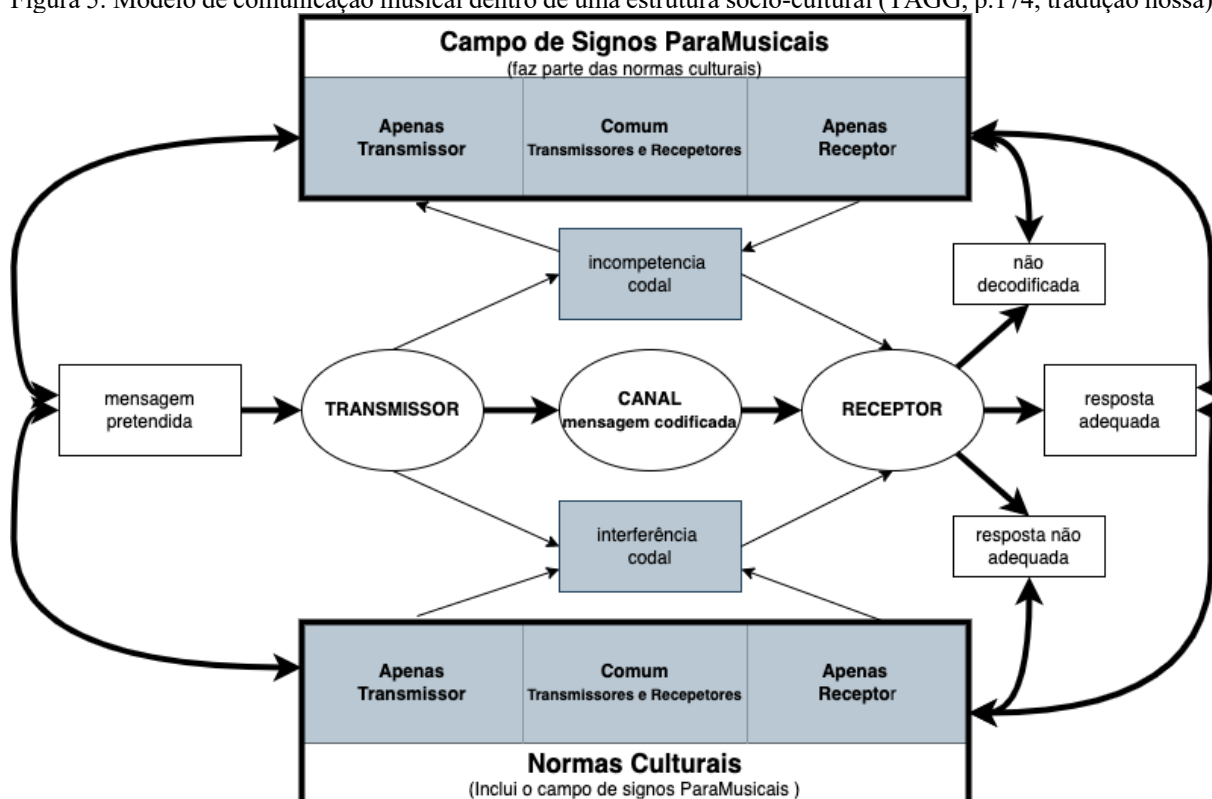 Figura 5: Modelo de comunicação musical dentro de uma estrutura sócio-cultural (TAGG, p.174, tradução nossa)
Campo de Signos ParaMusicais
(faz parte das normas culturais)
Apenas
Transmissor
Comum
Transmissores e Recepetores
Apenas
Receptor
incompetencia
codal
não
decodificada
mensagem
pretendida
TRANSMISSOR
CANAL
mensagem codificada
RECEPTOR
resposta
adequada
interferência
codal
resposta não
adequada
Apenas
Transmissor
Comum
Transmissores e Recepetores
Apenas
Receptor
Normas Culturais
(Inclui o campo de signos ParaMusicais )